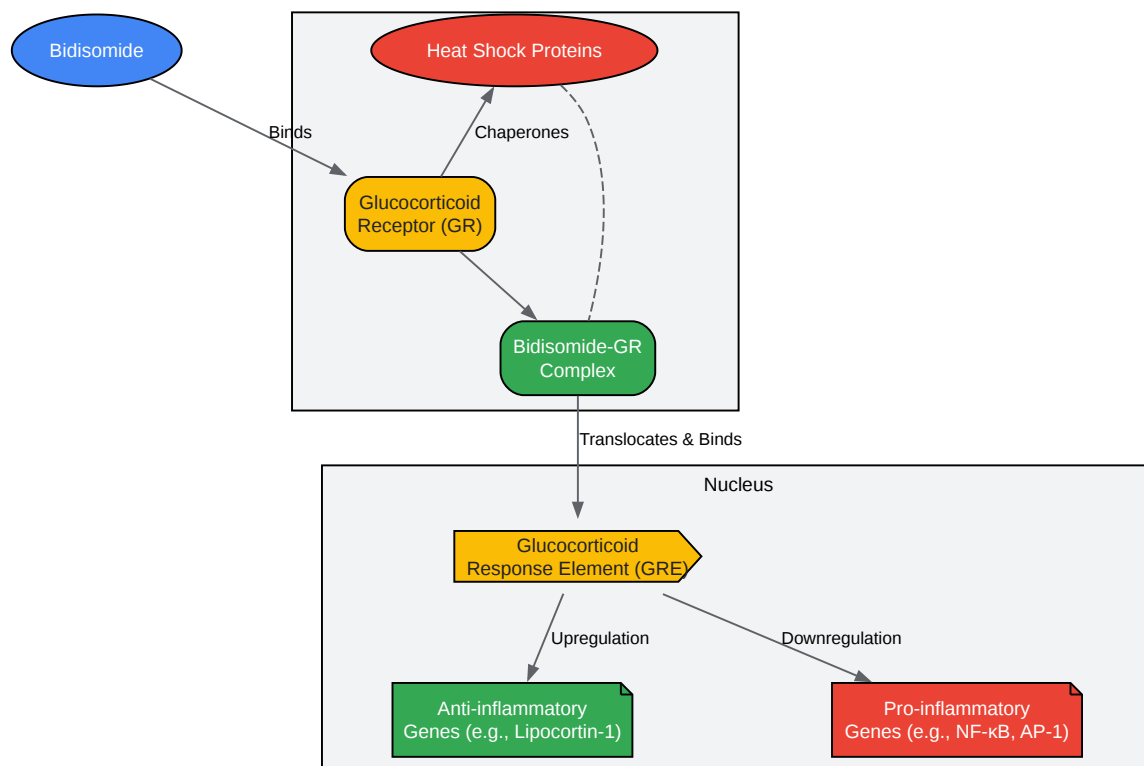 Bidisomide
Heat Shock Proteins
Binds
Chaperones
Glucocorticoid
Receptor (GR)
Bidisomide-GR
Complex
Translocates & Binds
Nucleus
Glucocorticoid
Response Element (GRE)
Upregulation
Downregulation
Anti-inflammatory
Genes (e.g., Lipocortin-1)
Pro-inflammatory
Genes (e.g., NF-κB, AP-1)